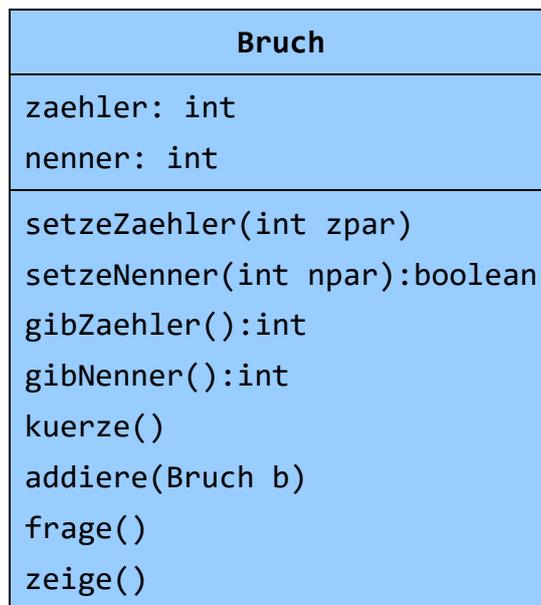 Bruch
zaehler: int
nenner: int
setzeZaehler(int zpar)
setzeNenner(int npar):boolean
gibZaehler():int
gibNenner():int
kuerze()
addiere(Bruch b)
frage()
zeige()